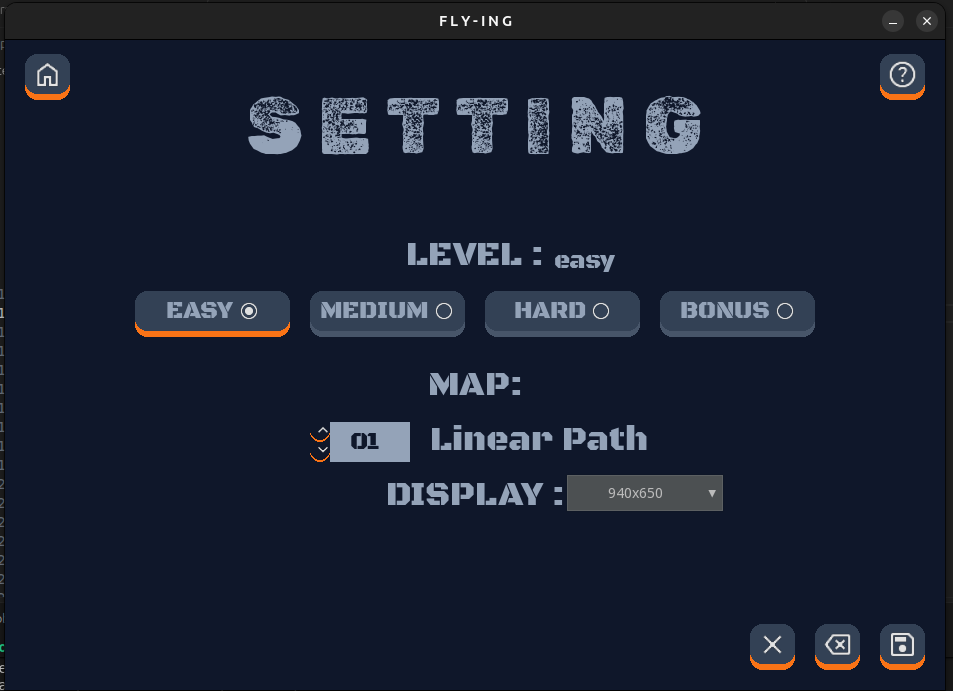 FLY-ING
SETTING
LEVEL : easy
EASY MEDIUM HARD BONUS
MAP:
01 Linear Path
DISPLAY : 940x650